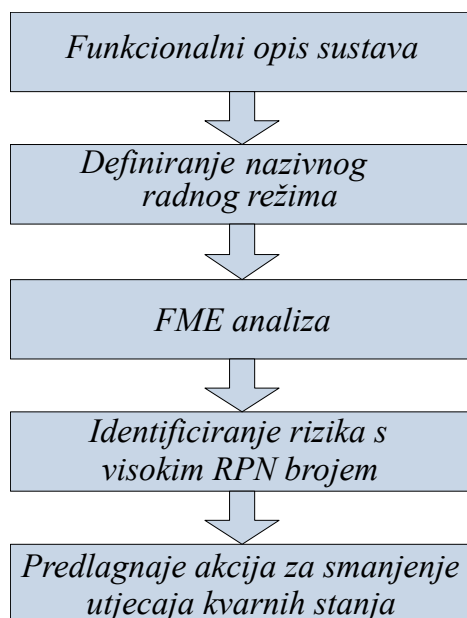 Funkcionalni opis sustava
Definiranje nazivnog
radnog režima
FME analiza
Identificiranje rizika s
visokim RPN brojem
Predlagnaje akcija za smanjenje
utjecaja kvarnih stanja